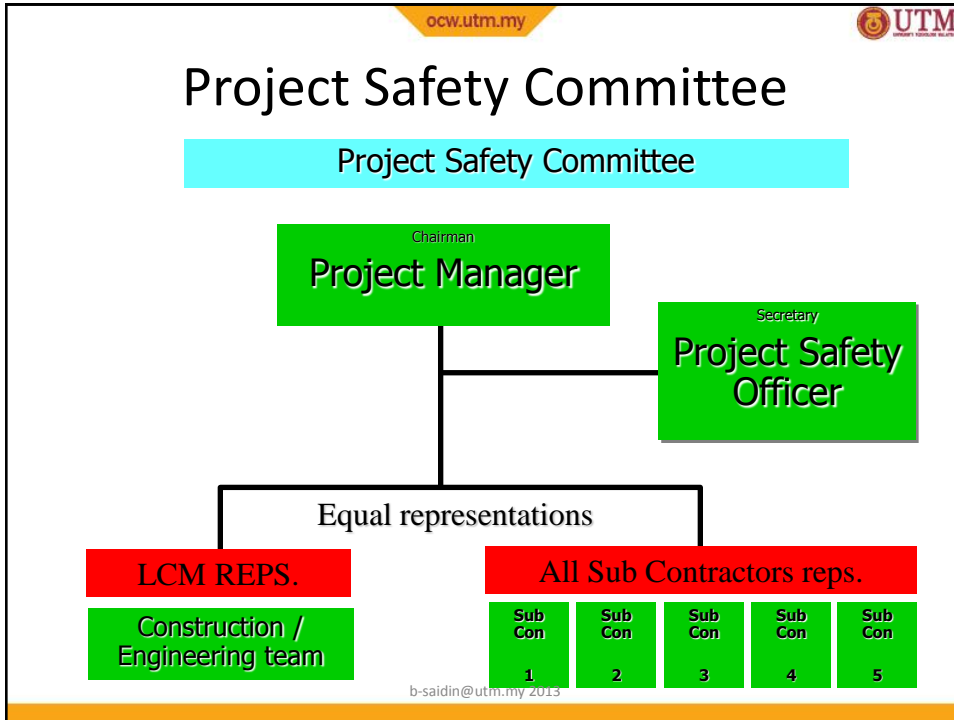 ocw.utm.my
UTM
Project Safety Committee
Project Safety Committee
Chairman
Project Manager
Secretary
Project Safety
Officer
Equal representations
LCM REPS.
All Sub Contractors reps.
Construction /
Engineering team
Sub
Con
1
Sub
Con
2
Sub
Con
3
Sub
Con
4
Sub
Con
5
b-saidin@utm.my 2013